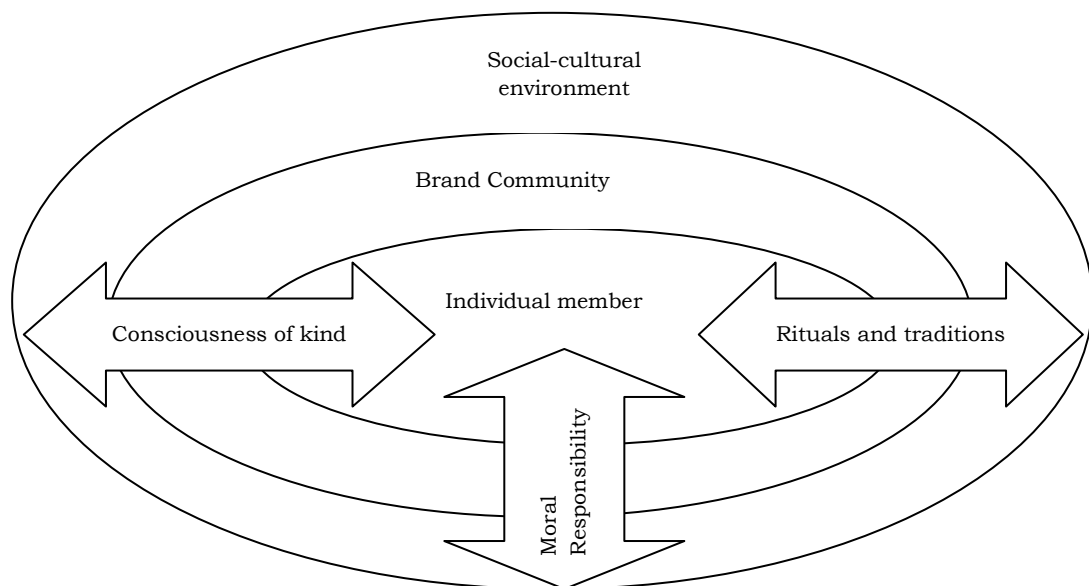 Social-cultural
environment
Brand Community
Individual member
Consciousness of kind
Rituals and traditions
Moral
Responsibility